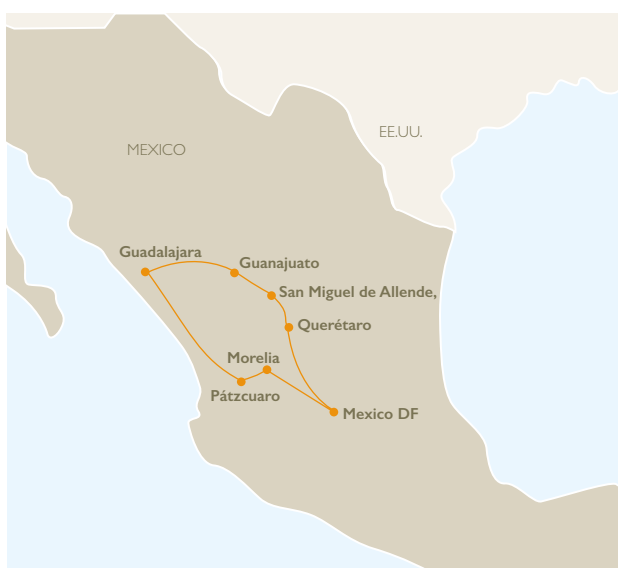 EE.UU.
MEXICO
Guadalajara
Guanajuato
San Miguel de Allende,
Querétaro
Morelia
Pátzcuaro
Mexico DF